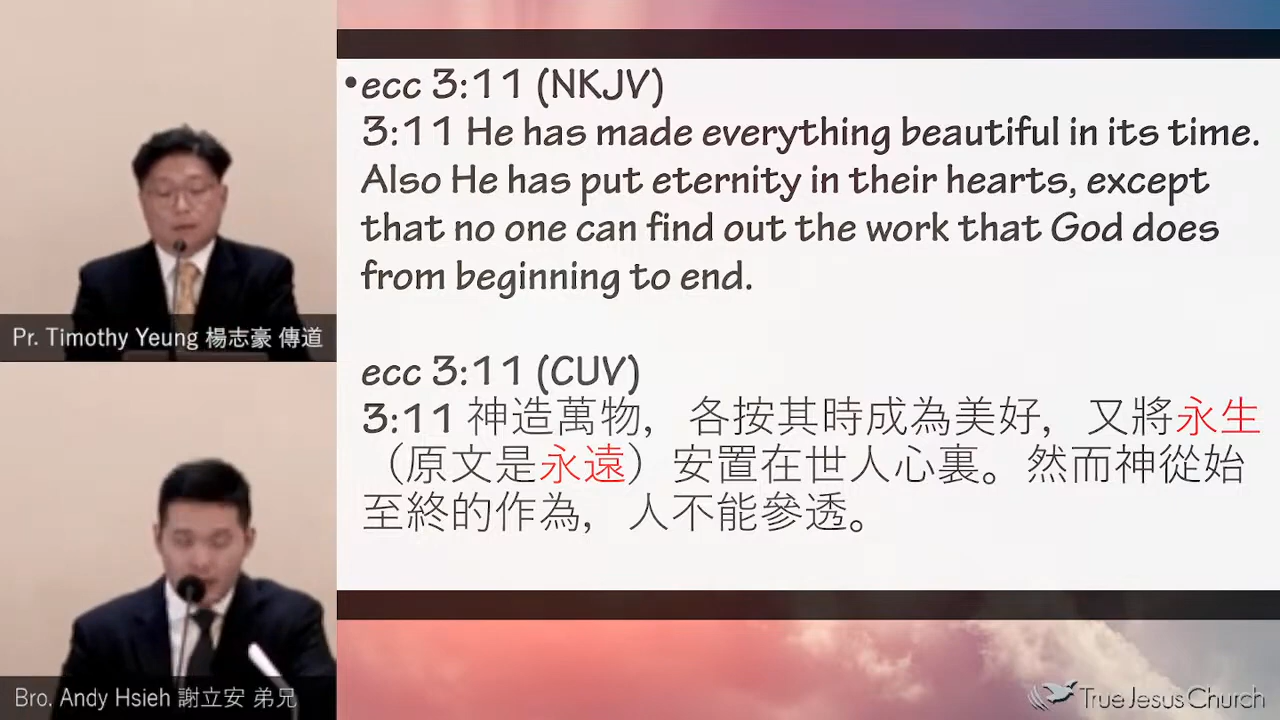 •ecc 3:11 (NKJV)
3:11 He has made everything beautiful in its time.
Also He has put eternity in their hearts, except
that no one can find out the work that God does
from beginning to end.
ecc 3:11 (CUV)
3:11 神造萬物，各按其時成為美好，又將永生
（原文是永遠）安置在世人心裏。然而神從始
至終的作為，人不能參透。
Pr. Timothy Yeung 楊志豪 傳道
Bro. Andy Hsieh 謝立安 弟兄
True Jesus Church